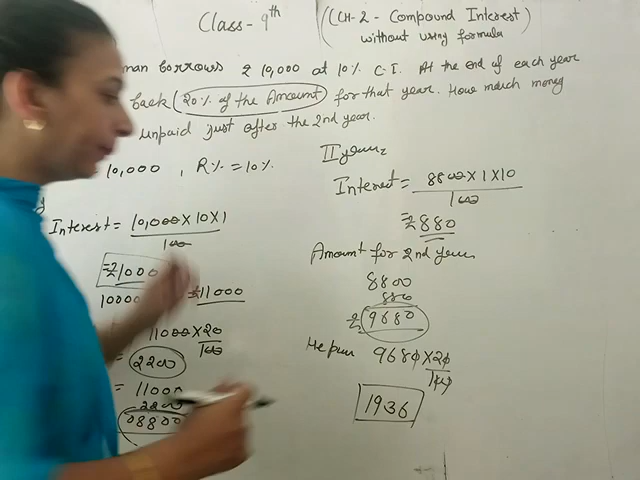 Class - 9th
(CH-2 - Compound Interest
without using formula)
man borrows ₹ 10,000 at 10% C.I. At the end of each year
back (20% of the Amount) for that year. How much money
unpaid just after the 2nd year.
10,000 , R% = 10%
Interest = 10,000 X 10 X 1
100
= ₹ 1000
10000
= 11000
11000 X 20
100
= 2200
= 11000
2200
08800
II year
Interest = 8800 X 1 X 10
100
= ₹ 880
Amount for 2nd year
8800
880
₹ 9680
He pays 9680 X 20
100
1936